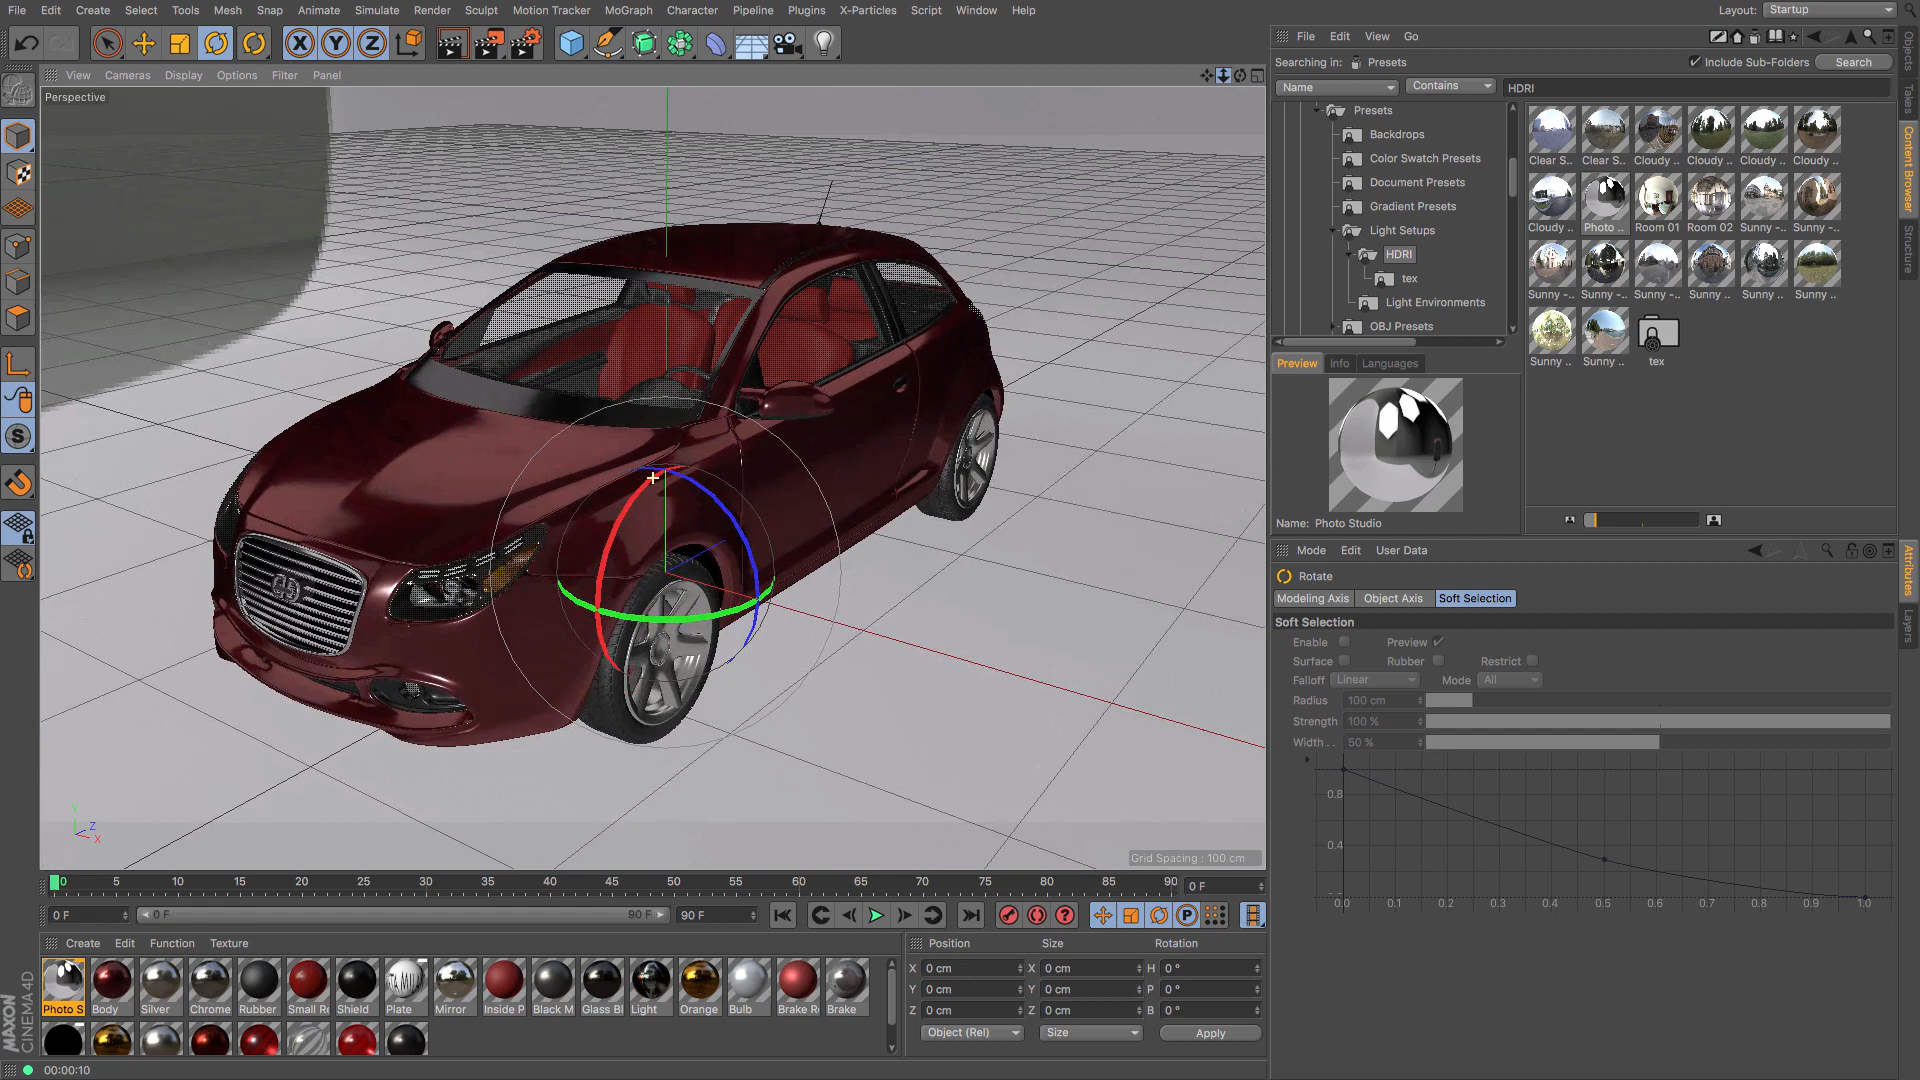 File Edit Create Select Tools Mesh Snap Animate Simulate Render Sculpt Motion Tracker MoGraph Character Pipeline Plugins X-Particles Script Window Help
Layout: Startup
X Y Z
View Cameras Display Options Filter Panel
Perspective
Grid Spacing : 100 cm
Y
Z
X
S
File Edit View Go
Searching in: Presets
Include Sub-Folders Search
Name Contains HDRI
Presets
Backdrops
Color Swatch Presets
Document Presets
Gradient Presets
Light Setups
HDRI
tex
Light Environments
OBJ Presets
Clear S.. Clear S.. Cloudy .. Cloudy .. Cloudy .. Cloudy ..
Cloudy .. Photo .. Room 01 Room 02 Sunny -.. Sunny -..
Sunny -.. Sunny -.. Sunny -.. Sunny .. Sunny .. Sunny ..
Sunny .. Sunny .. tex
Preview Info Languages
Name: Photo Studio
Objects
Takes
Content Browser
Structure
Mode Edit User Data
Rotate
Modeling Axis Object Axis Soft Selection
Soft Selection
Enable Preview
Surface Rubber Restrict
Falloff Linear Mode All
Radius 100 cm
Strength 100 %
Width . . 50 %
0.8
0.4
0.0 0.1 0.2 0.3 0.4 0.5 0.6 0.7 0.8 0.9 1.0
Attributes
Layers
0 5 10 15 20 25 30 35 40 45 50 55 60 65 70 75 80 85 90 0 F
0 F 0 F 90 F 90 F
P
Create Edit Function Texture
Photo S Body Silver Chrome Rubber Small Re Shield Plate Mirror Inside P Black M Glass Bl Light Orange Bulb Brake R Brake
Position Size Rotation
X 0 cm X 0 cm H 0 °
Y 0 cm Y 0 cm P 0 °
Z 0 cm Z 0 cm B 0 °
Object (Rel) Size Apply
MAXON
CINEMA 4D
00:00:10